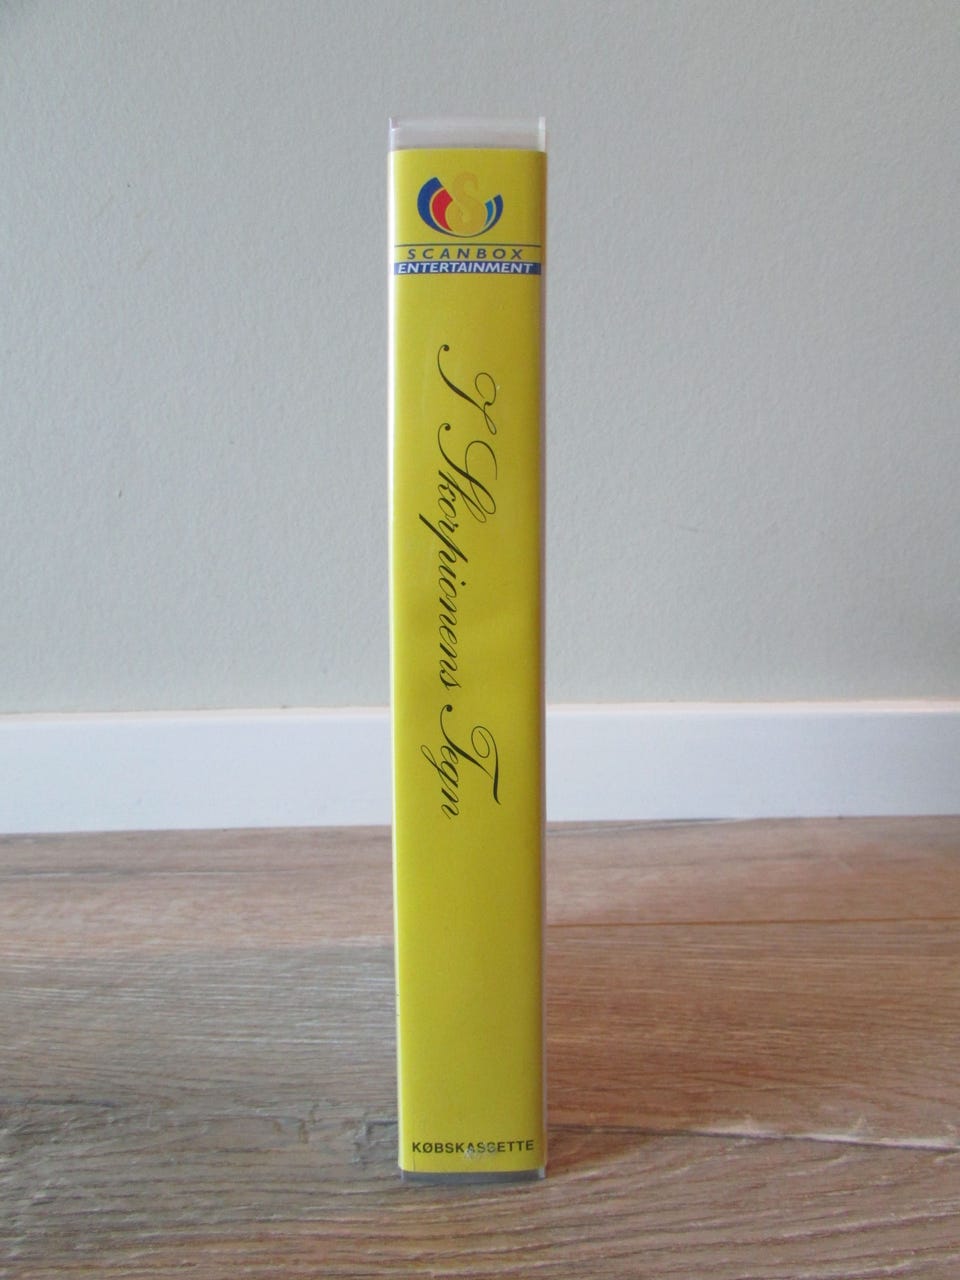 SCANBOX
ENTERTAINMENT
I Skorpionens Tegn
KØBSKASSETTE